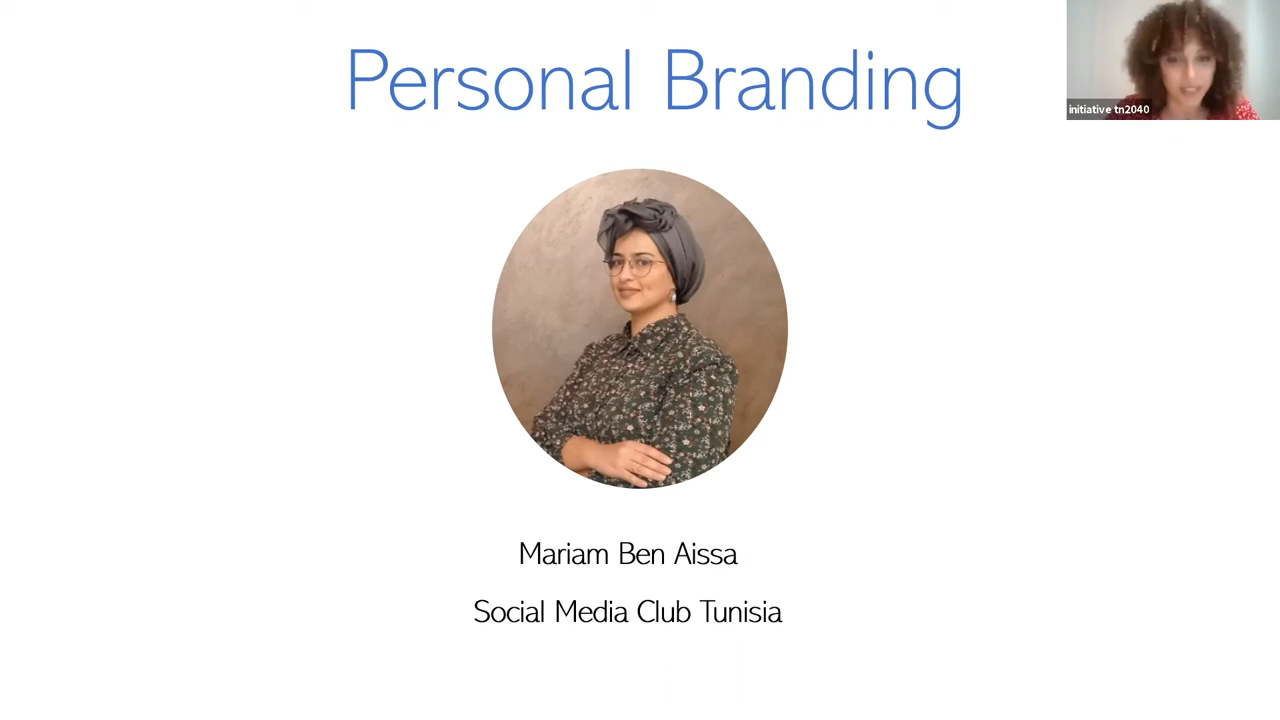 Personal Branding
initiative tn2040
Mariam Ben Aissa
Social Media Club Tunisia